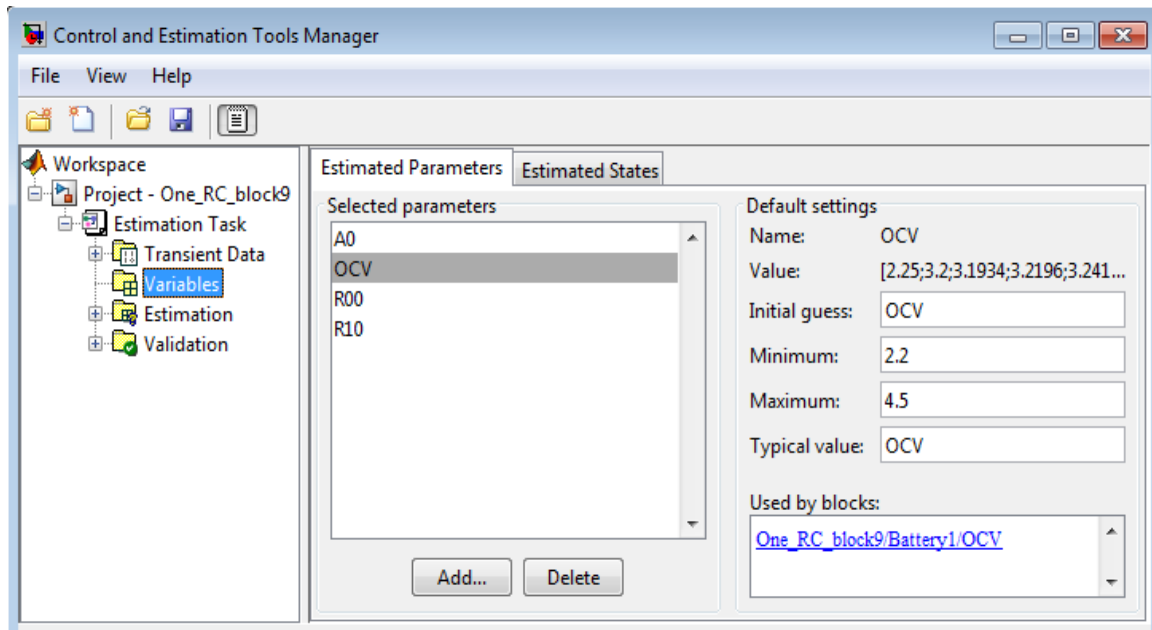 Control and Estimation Tools Manager
File View Help
Workspace
Project - One_RC_block9
Estimation Task
Transient Data
Variables
Estimation
Validation
Estimated Parameters Estimated States
Selected parameters
A0
OCV
R00
R10
Add... Delete
Default settings
Name: OCV
Value: [2.25;3.2;3.1934;3.2196;3.241...
Initial guess: OCV
Minimum: 2.2
Maximum: 4.5
Typical value: OCV
Used by blocks:
One_RC_block9/Battery1/OCV